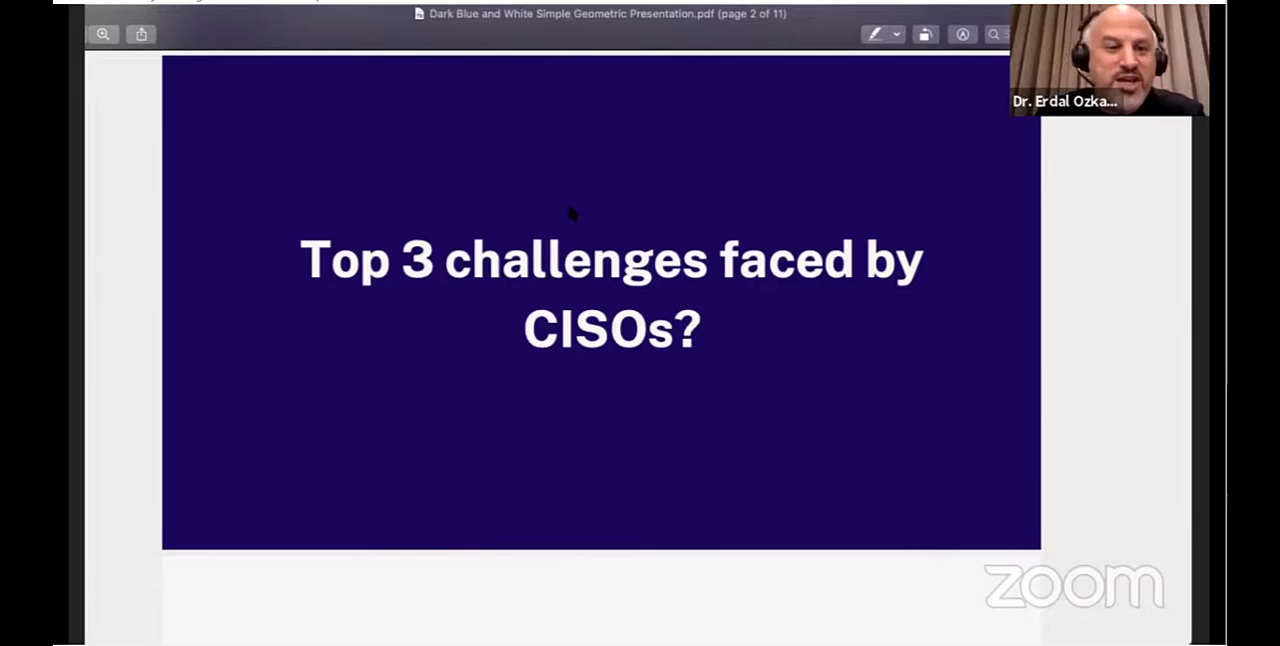 Dark Blue and White Simple Geometric Presentation.pdf (page 2 of 11)
Dr. Erdal Ozka...
Top 3 challenges faced by
CISOs?
zoom